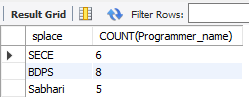 Result Grid Filter Rows:
splace COUNT(Programmer_name)
SECE 6
BDPS 8
Sabhari 5